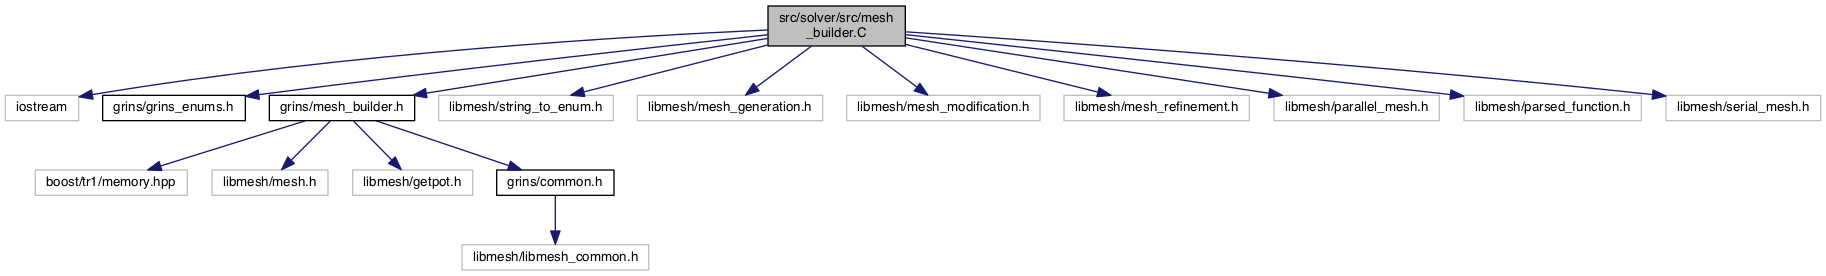 src/solver/src/mesh
_builder.C
iostream
grins/grins_enums.h
grins/mesh_builder.h
libmesh/string_to_enum.h
libmesh/mesh_generation.h
libmesh/mesh_modification.h
libmesh/mesh_refinement.h
libmesh/parallel_mesh.h
libmesh/parsed_function.h
libmesh/serial_mesh.h
boost/tr1/memory.hpp
libmesh/mesh.h
libmesh/getpot.h
grins/common.h
libmesh/libmesh_common.h